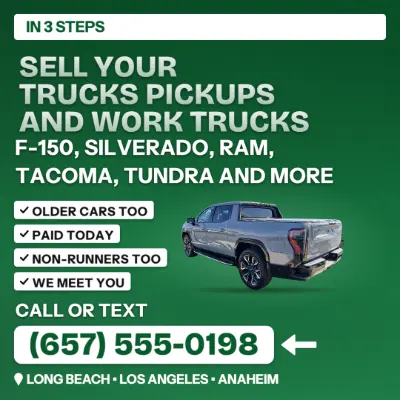 IN 3 STEPS
SELL YOUR
TRUCKS PICKUPS
AND WORK TRUCKS
F-150, SILVERADO, RAM,
TACOMA, TUNDRA AND MORE
OLDER CARS TOO
PAID TODAY
NON-RUNNERS TOO
WE MEET YOU
CALL OR TEXT
(657) 555-0198
LONG BEACH • LOS ANGELES • ANAHEIM